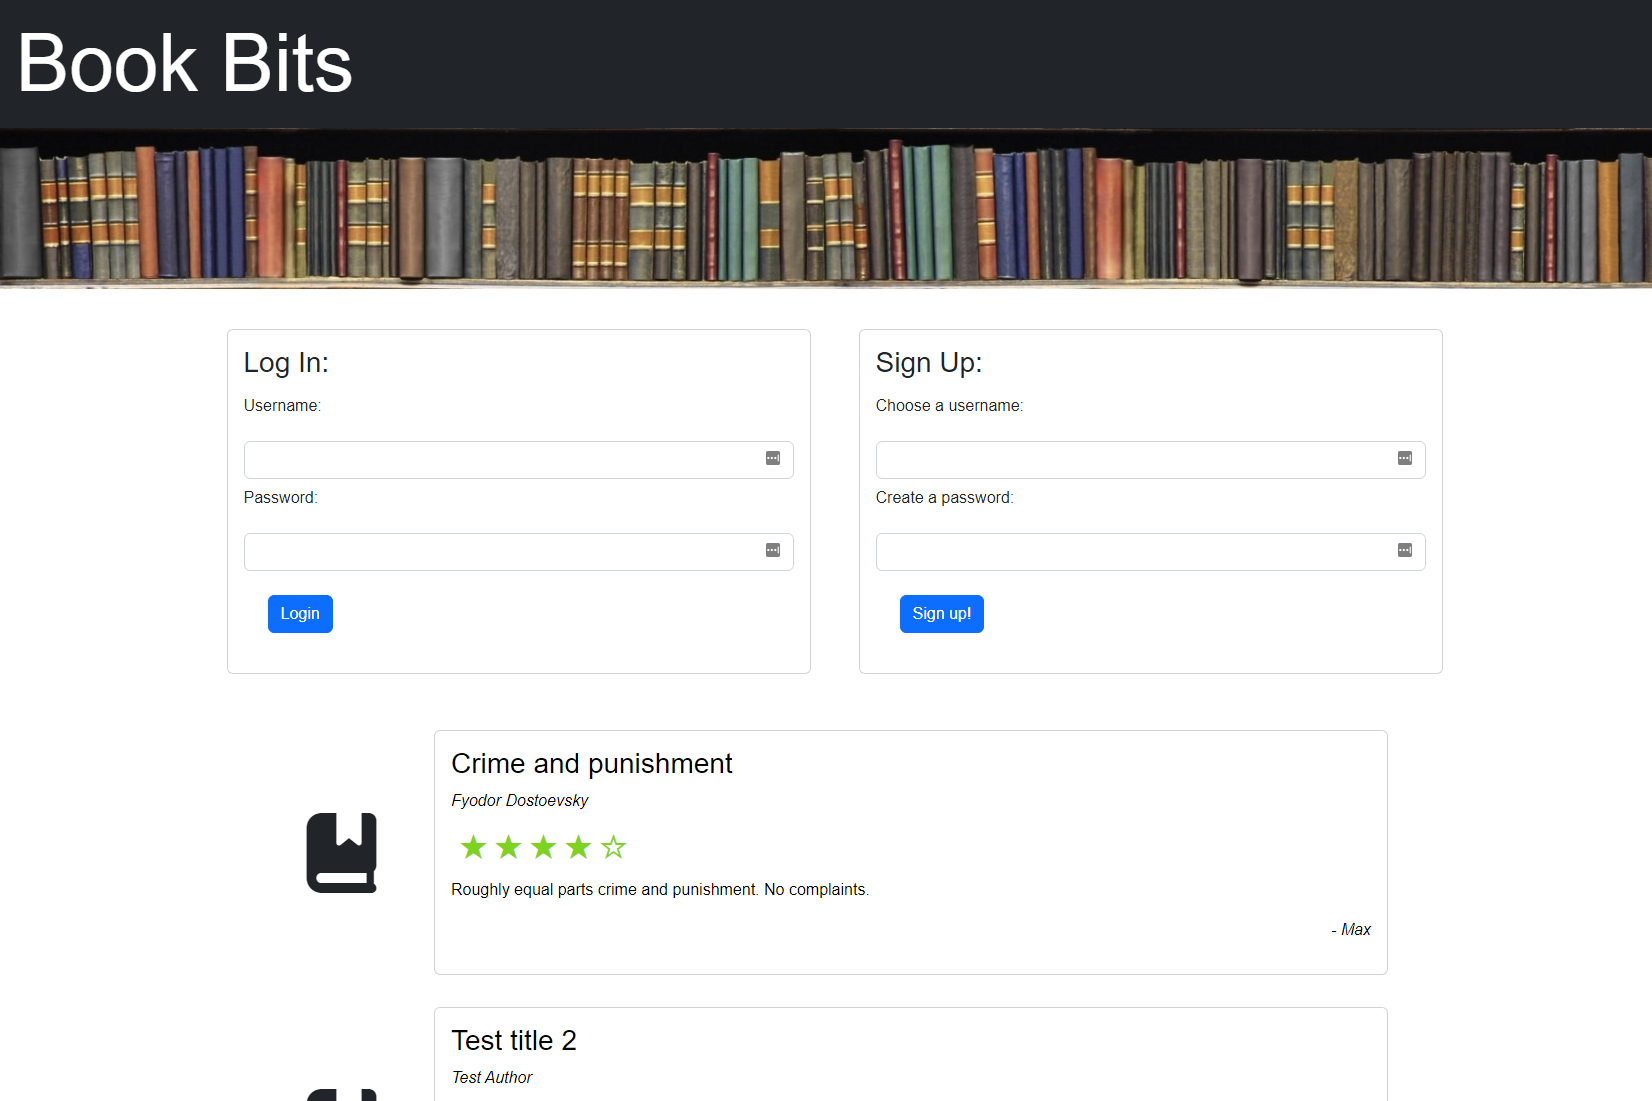 Book Bits
Log In:
Username:
Password:
Login
Sign Up:
Choose a username:
Create a password:
Sign up!
Crime and punishment
Fyodor Dostoevsky
Roughly equal parts crime and punishment. No complaints.
- Max
Test title 2
Test Author